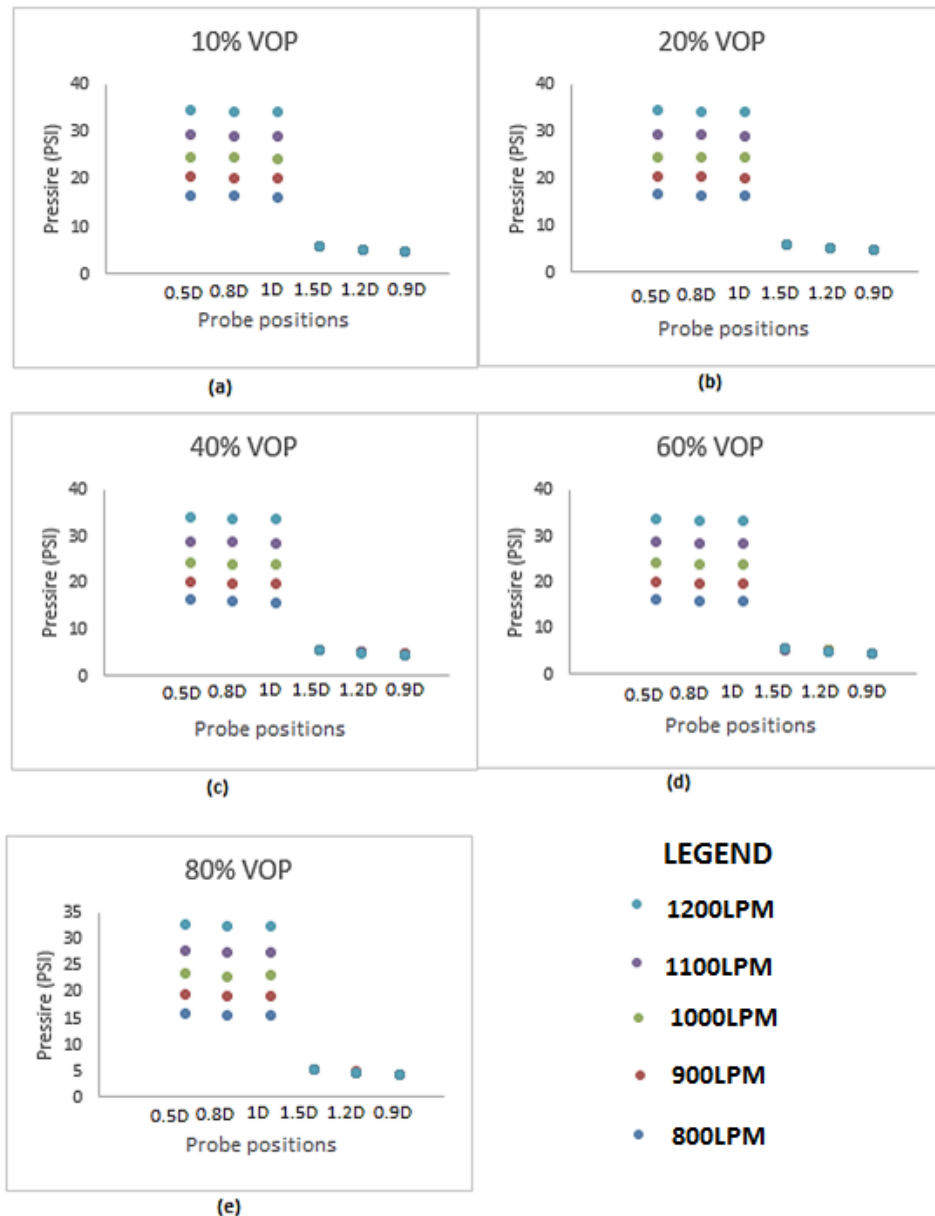 10% VOP
40
30
20
10
0
Pressire (PSI)
0.5D 0.8D 1D 1.5D 1.2D 0.9D
Probe positions
(a)
20% VOP
40
30
20
10
0
Pressire (PSI)
0.5D 0.8D 1D 1.5D 1.2D 0.9D
Probe positions
(b)
40% VOP
40
30
20
10
0
Pressire (PSI)
0.5D 0.8D 1D 1.5D 1.2D 0.9D
Probe positions
(c)
60% VOP
40
30
20
10
0
Pressire (PSI)
0.5D 0.8D 1D 1.5D 1.2D 0.9D
Probe positions
(d)
80% VOP
35
30
25
20
15
10
5
0
Pressire (PSI)
0.5D 0.8D 1D 1.5D 1.2D 0.9D
Probe positions
(e)
LEGEND
1200LPM
1100LPM
1000LPM
900LPM
800LPM